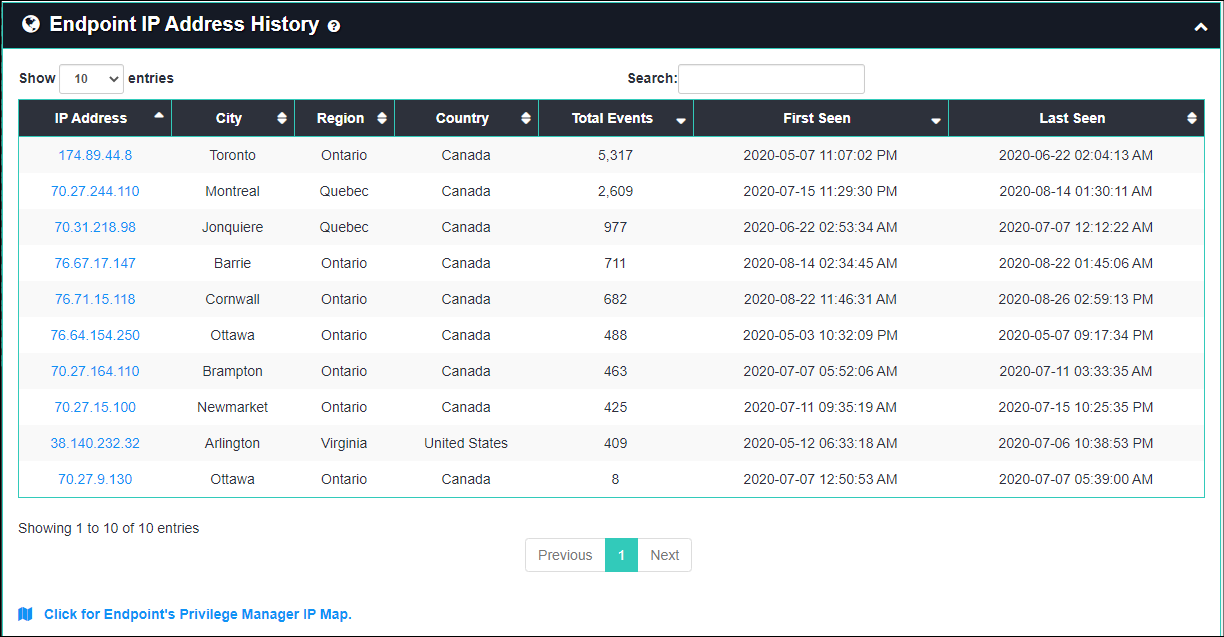 Endpoint IP Address History
Show 10 entries Search:
IP Address City Region Country Total Events First Seen Last Seen
174.89.44.8 Toronto Ontario Canada 5,317 2020-05-07 11:07:02 PM 2020-06-22 02:04:13 AM
70.27.244.110 Montreal Quebec Canada 2,609 2020-07-15 11:29:30 PM 2020-08-14 01:30:11 AM
70.31.218.98 Jonquiere Quebec Canada 977 2020-06-22 02:53:34 AM 2020-07-07 12:12:22 AM
76.67.17.147 Barrie Ontario Canada 711 2020-08-14 02:34:45 AM 2020-08-22 01:45:06 AM
76.71.15.118 Cornwall Ontario Canada 682 2020-08-22 11:46:31 AM 2020-08-26 02:59:13 PM
76.64.154.250 Ottawa Ontario Canada 488 2020-05-03 10:32:09 PM 2020-05-07 09:17:34 PM
70.27.164.110 Brampton Ontario Canada 463 2020-07-07 05:52:06 AM 2020-07-11 03:33:35 AM
70.27.15.100 Newmarket Ontario Canada 425 2020-07-11 09:35:19 AM 2020-07-15 10:25:35 PM
38.140.232.32 Arlington Virginia United States 409 2020-05-12 06:33:18 AM 2020-07-06 10:38:53 PM
70.27.9.130 Ottawa Ontario Canada 8 2020-07-07 12:50:53 AM 2020-07-07 05:39:00 AM
Showing 1 to 10 of 10 entries
Previous 1 Next
Click for Endpoint's Privilege Manager IP Map.